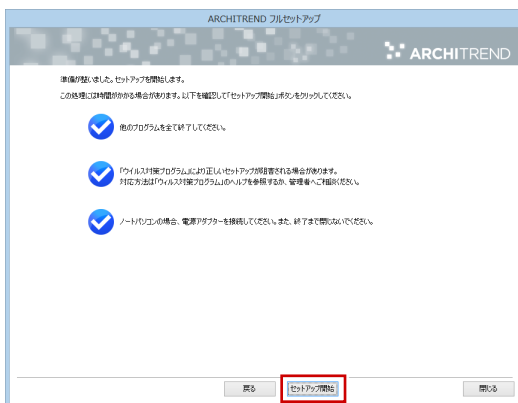 ARCHITREND フルセットアップ
ARCHITREND
準備が整いました。セットアップを開始します。
この処理には時間がかかる場合があります。以下を確認して「セットアップ開始」ボタンをクリックしてください。
他のプログラムを全て終了してください。
「ウイルス対策プログラム」により正しいセットアップが阻害される場合があります。
対応方法は「ウィルス対策プログラム」のヘルプを参照するか、管理者へご相談ください。
ノートパソコンの場合、電源アダプターを接続してください。また、終了まで閉じないでください。
戻る
セットアップ開始
閉じる